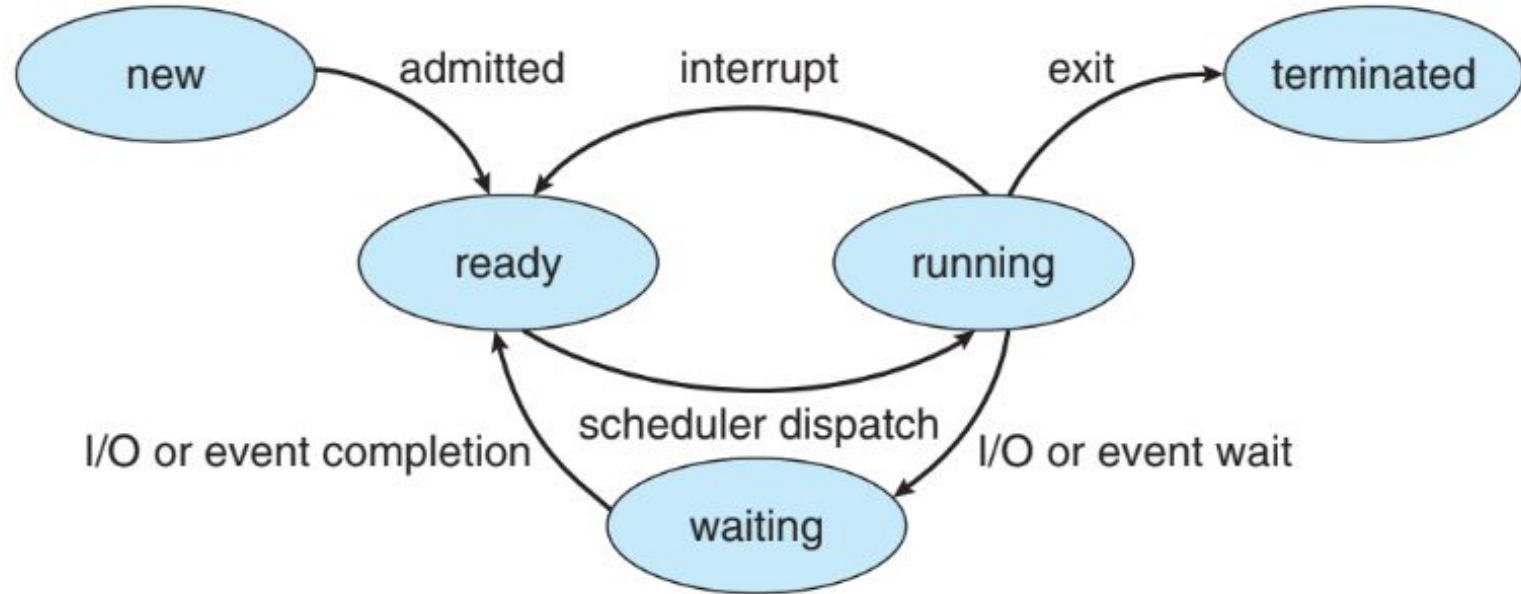 new
admitted
interrupt
exit
terminated
ready
running
scheduler dispatch
I/O or event completion
I/O or event wait
waiting